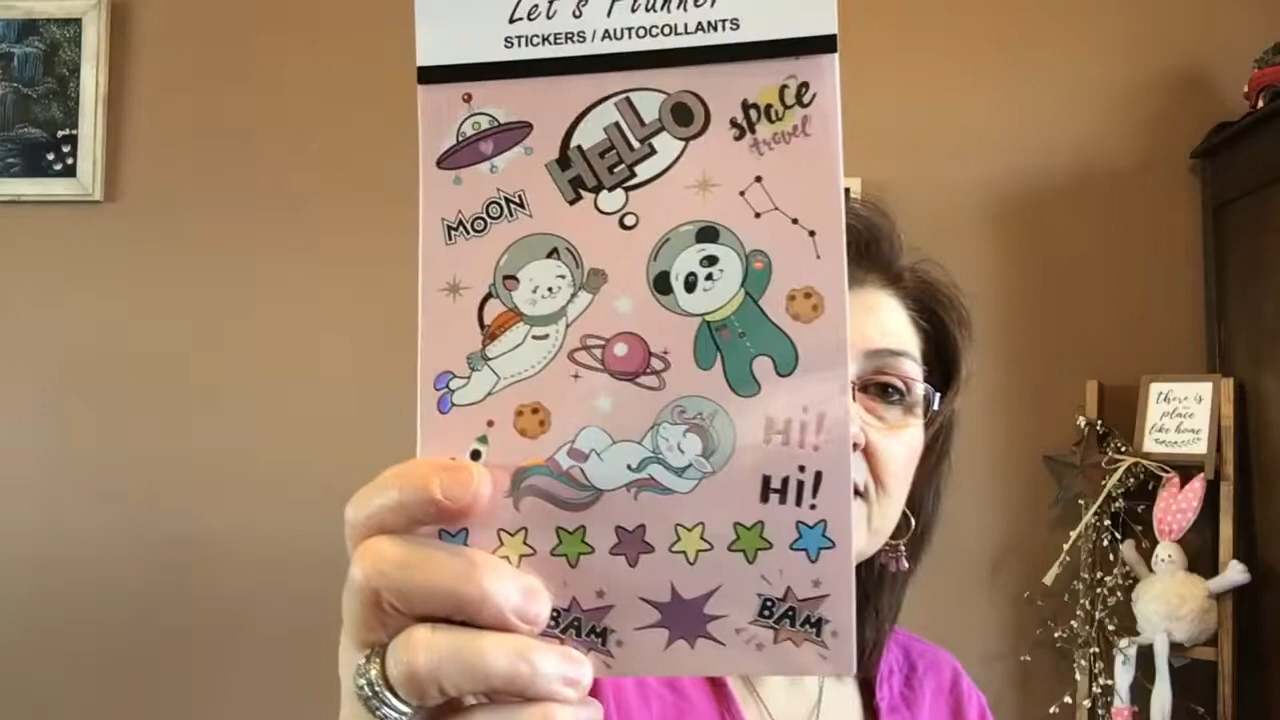 Let's Planner
STICKERS / AUTOCOLLANTS
HELLO
space
travel
MOON
Hi!
Hi!
BAM
BAM
there is
place
like home